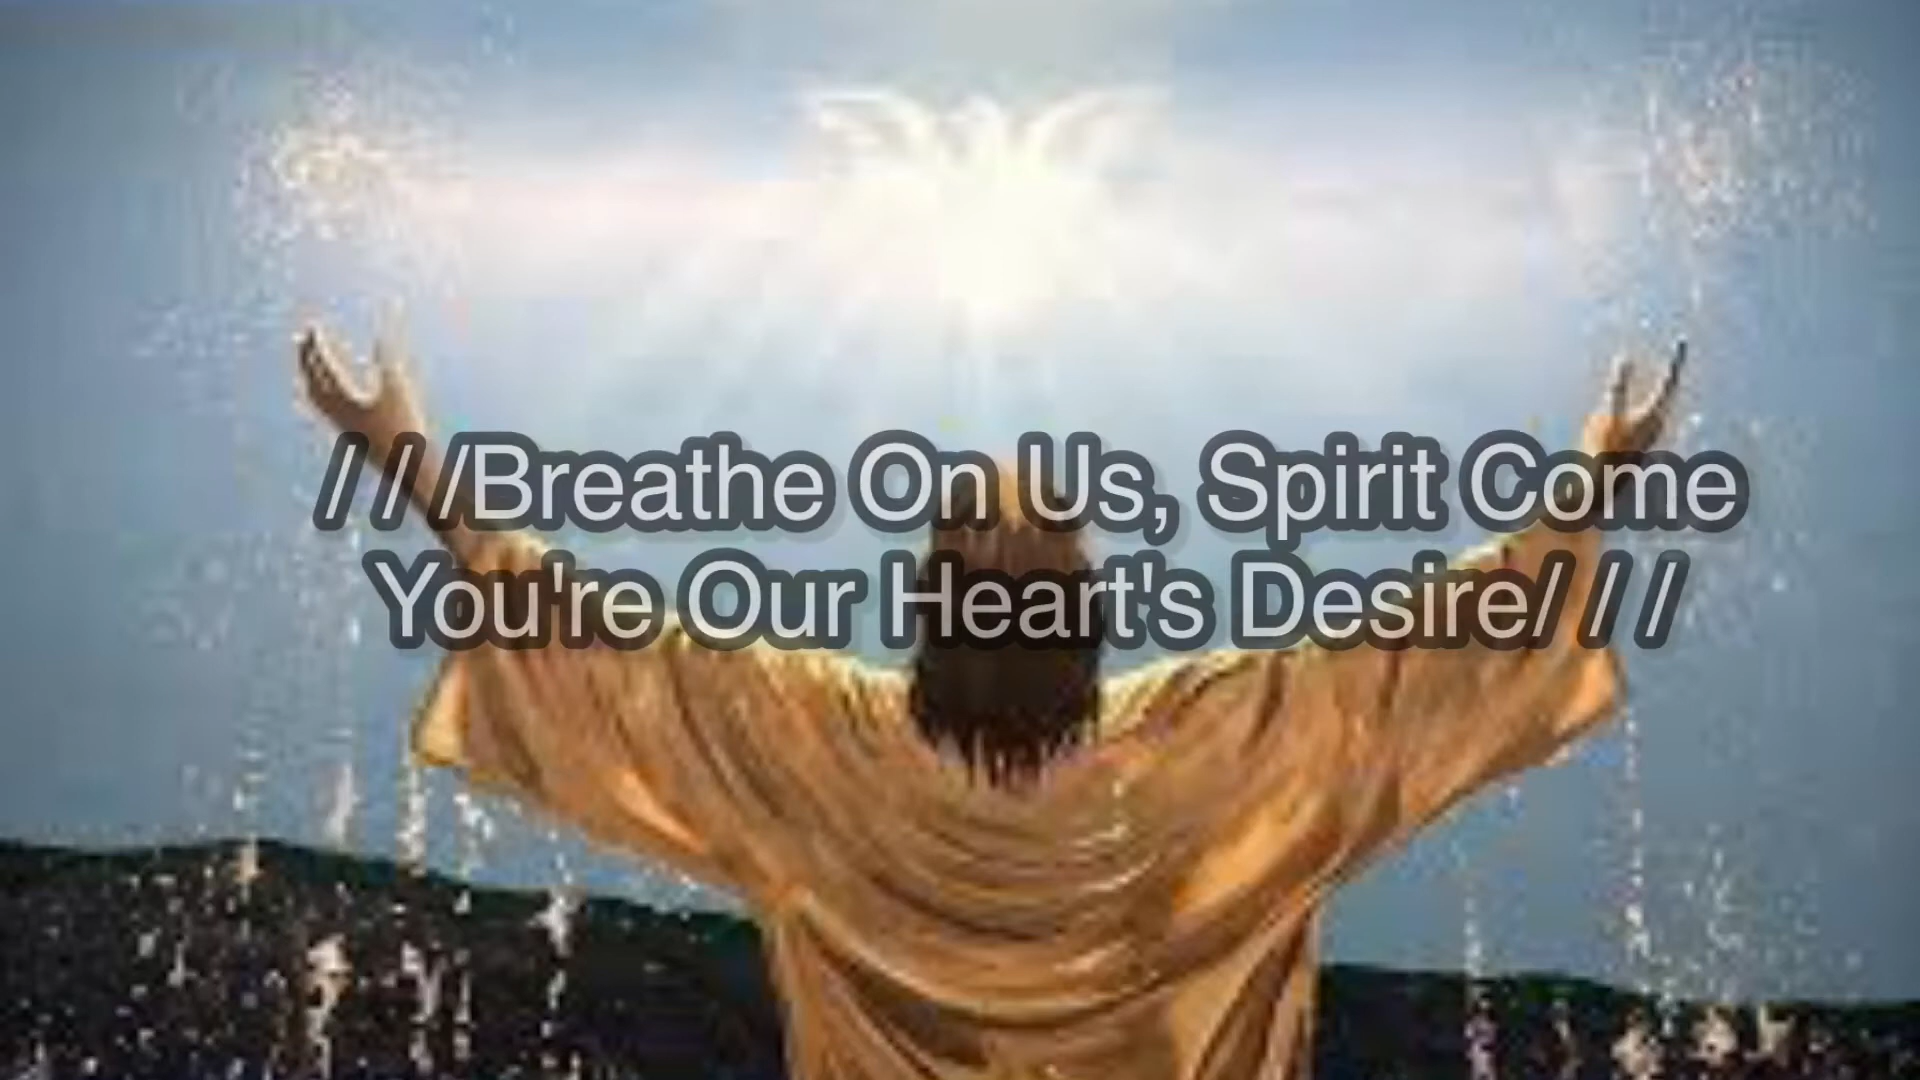 / / /Breathe On Us, Spirit Come
You're Our Heart's Desire/ / /